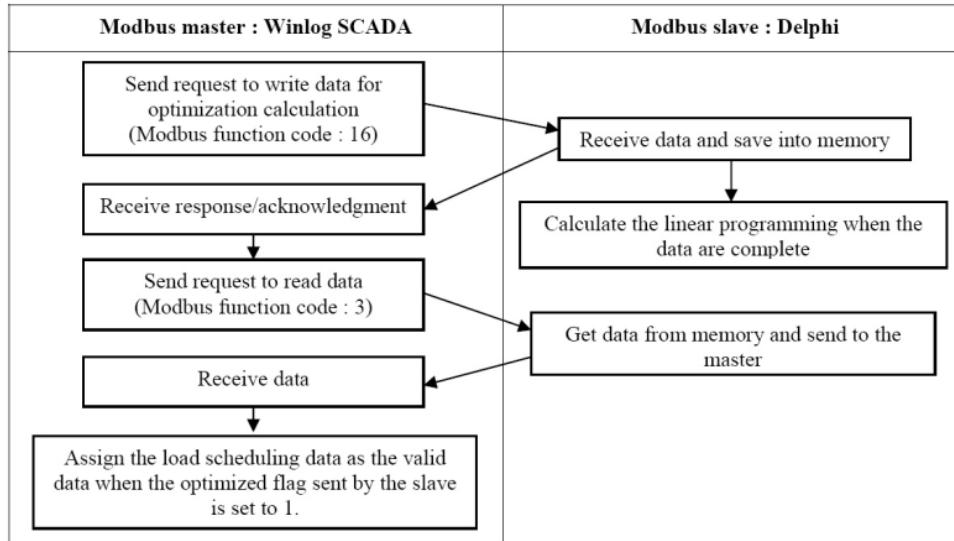 Modbus master : Winlog SCADA
Modbus slave : Delphi
Send request to write data for
optimization calculation
(Modbus function code : 16)
Receive data and save into memory
Receive response/acknowledgment
Calculate the linear programming when the
data are complete
Send request to read data
(Modbus function code : 3)
Get data from memory and send to the
master
Receive data
Assign the load scheduling data as the valid
data when the optimized flag sent by the slave
is set to 1.